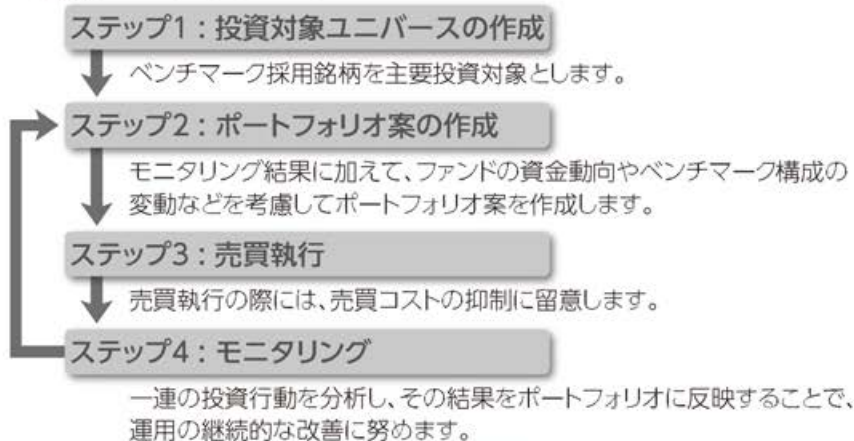 ステップ1：投資対象ユニバースの作成
ベンチマーク採用銘柄を主要投資対象とします。
ステップ2：ポートフォリオ案の作成
モニタリング結果に加えて、ファンドの資金動向やベンチマーク構成の
変動などを考慮してポートフォリオ案を作成します。
ステップ3：売買執行
売買執行の際には、売買コストの抑制に留意します。
ステップ4：モニタリング
一連の投資行動を分析し、その結果をポートフォリオに反映することで、
運用の継続的な改善に努めます。